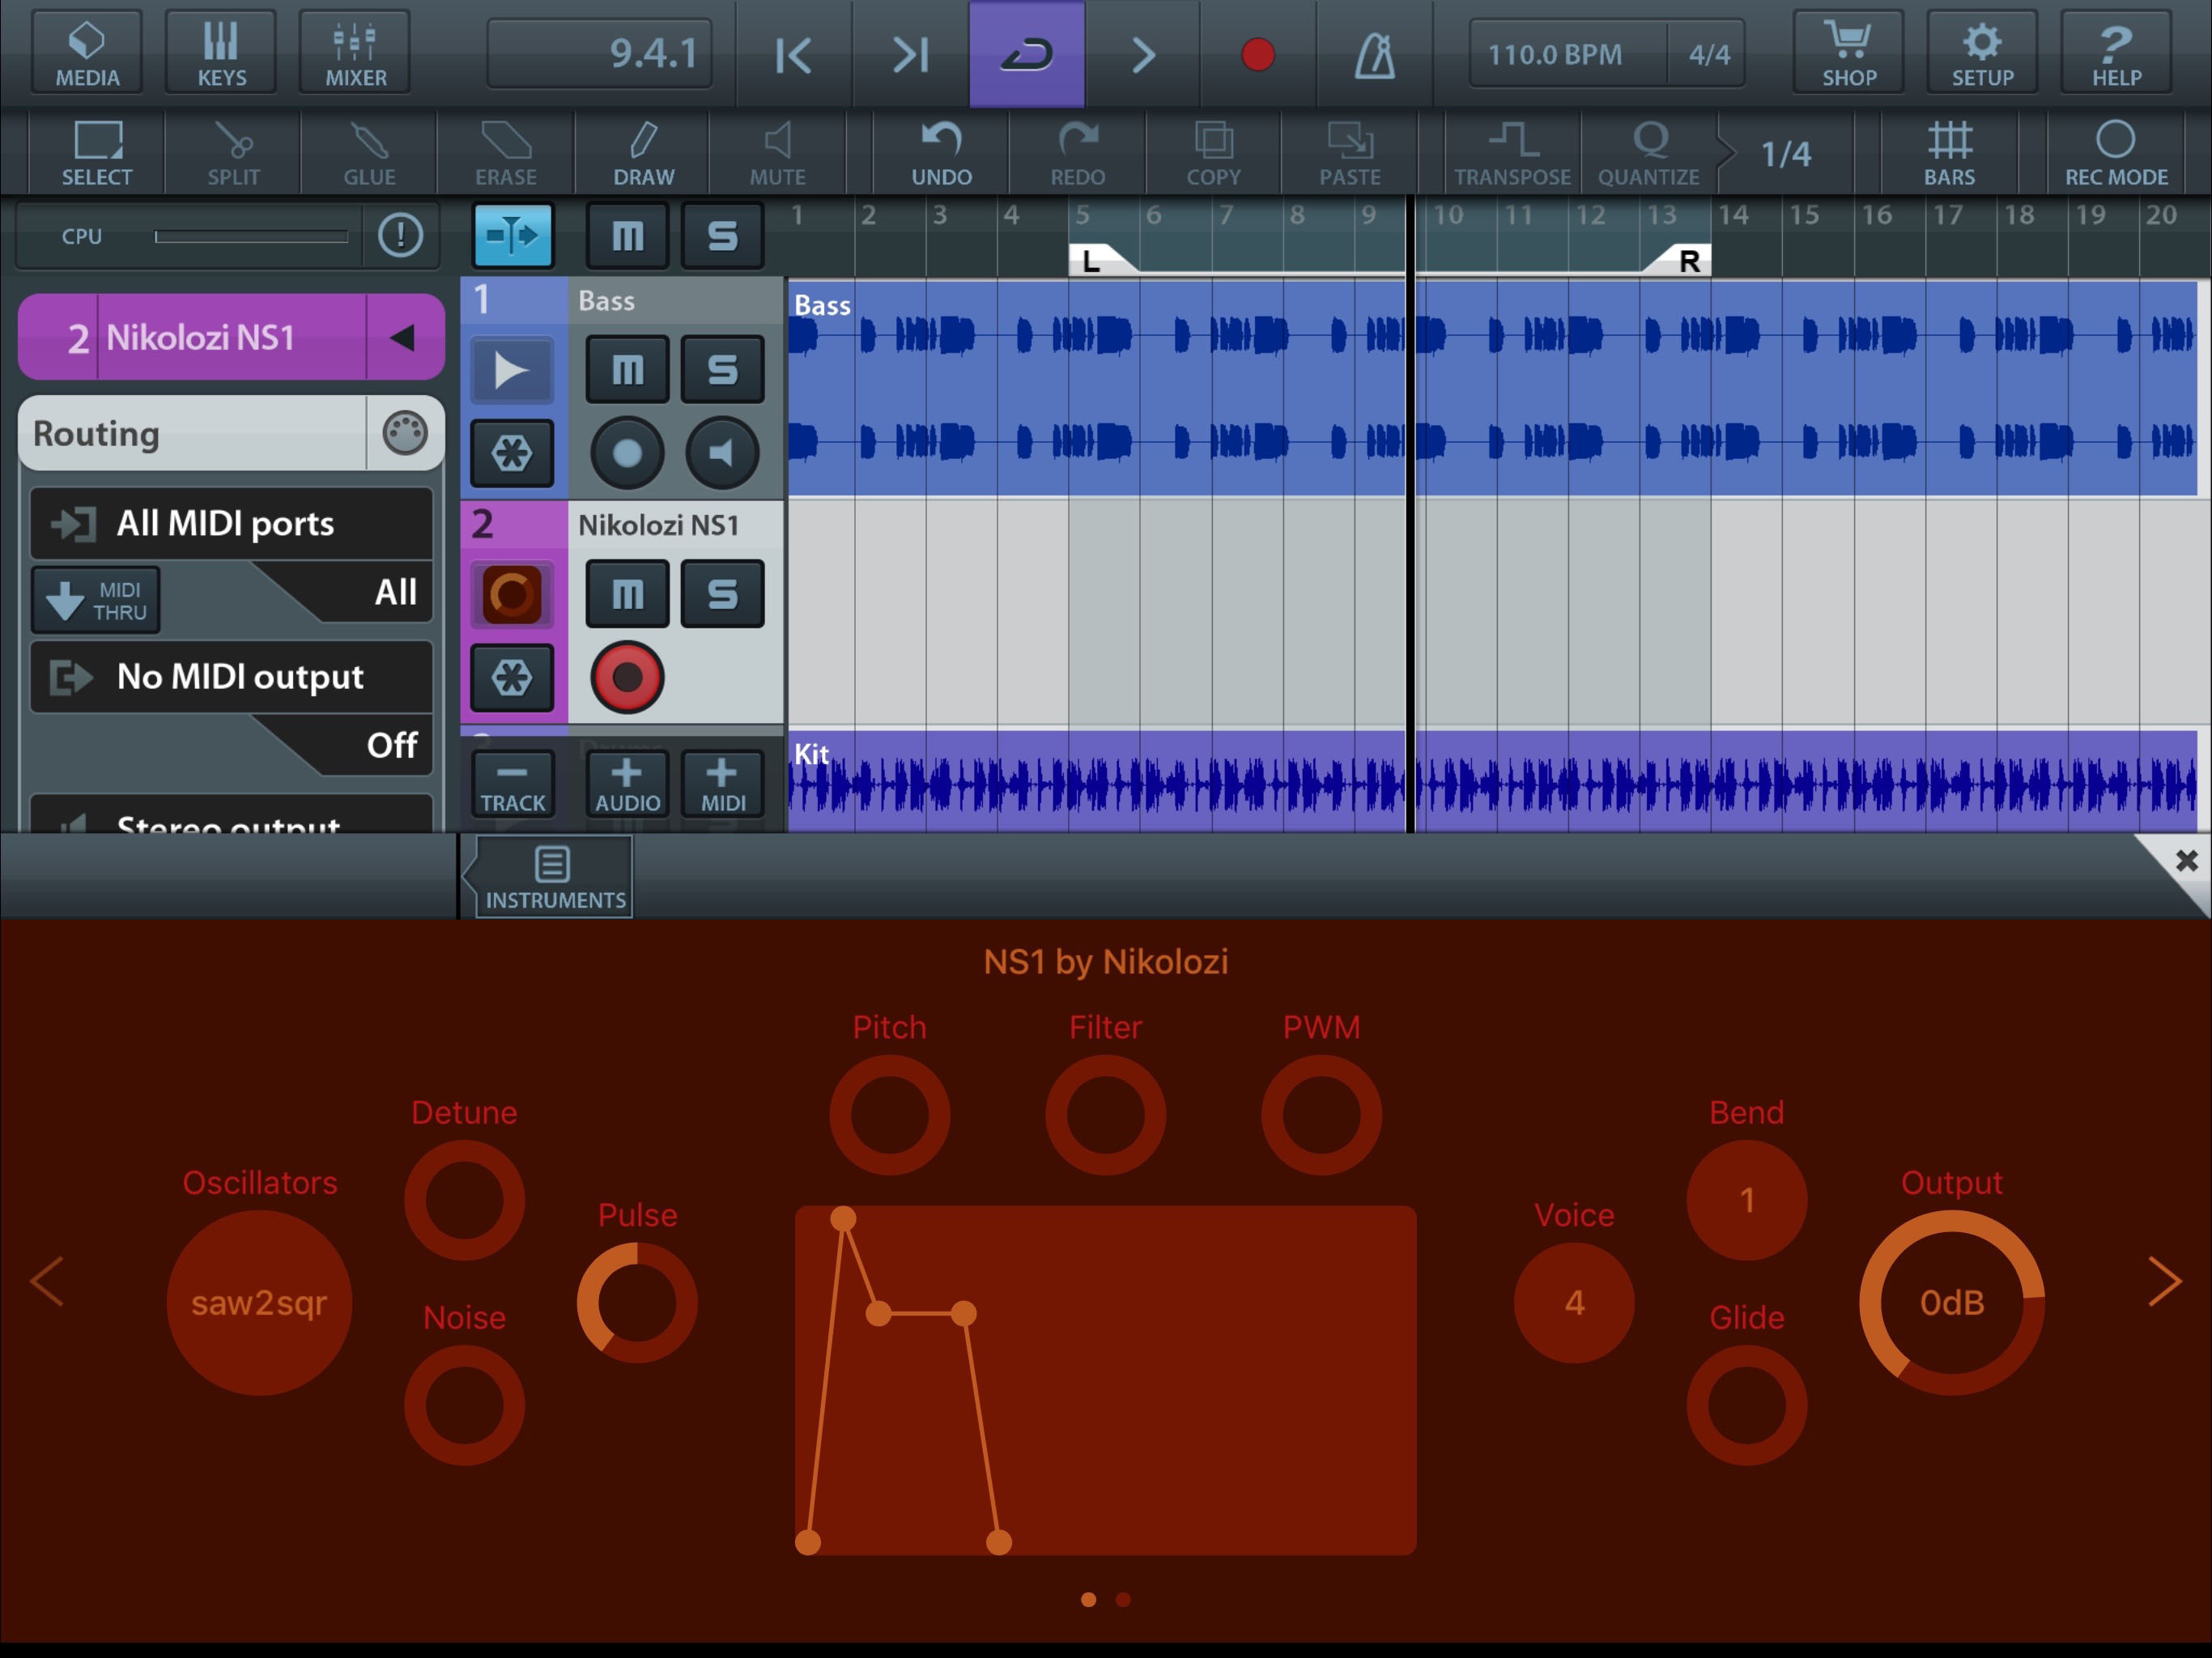 MEDIA
KEYS
MIXER
9.4.1
110.0 BPM
4/4
SHOP
SETUP
?
HELP
SELECT
SPLIT
GLUE
ERASE
DRAW
MUTE
UNDO
REDO
COPY
PASTE
TRANSPOSE
Q
QUANTIZE
1/4
BARS
REC MODE
CPU
!
m
S
1 2 3 4 5 6 7 8 9 10 11 12 13 14 15 16 17 18 19 20
L
R
2 Nikolozi NS1
1
Bass
m
S
Bass
Routing
All MIDI ports
MIDI
THRU
All
No MIDI output
Off
Stereo output
2
Nikolozi NS1
m
S
3
Drums
Kit
TRACK
AUDIO
MIDI
INSTRUMENTS
NS1 by Nikolozi
Pitch
Filter
PWM
Detune
Bend
1
Oscillators
saw2sqr
Pulse
Voice
4
Output
0dB
Noise
Glide